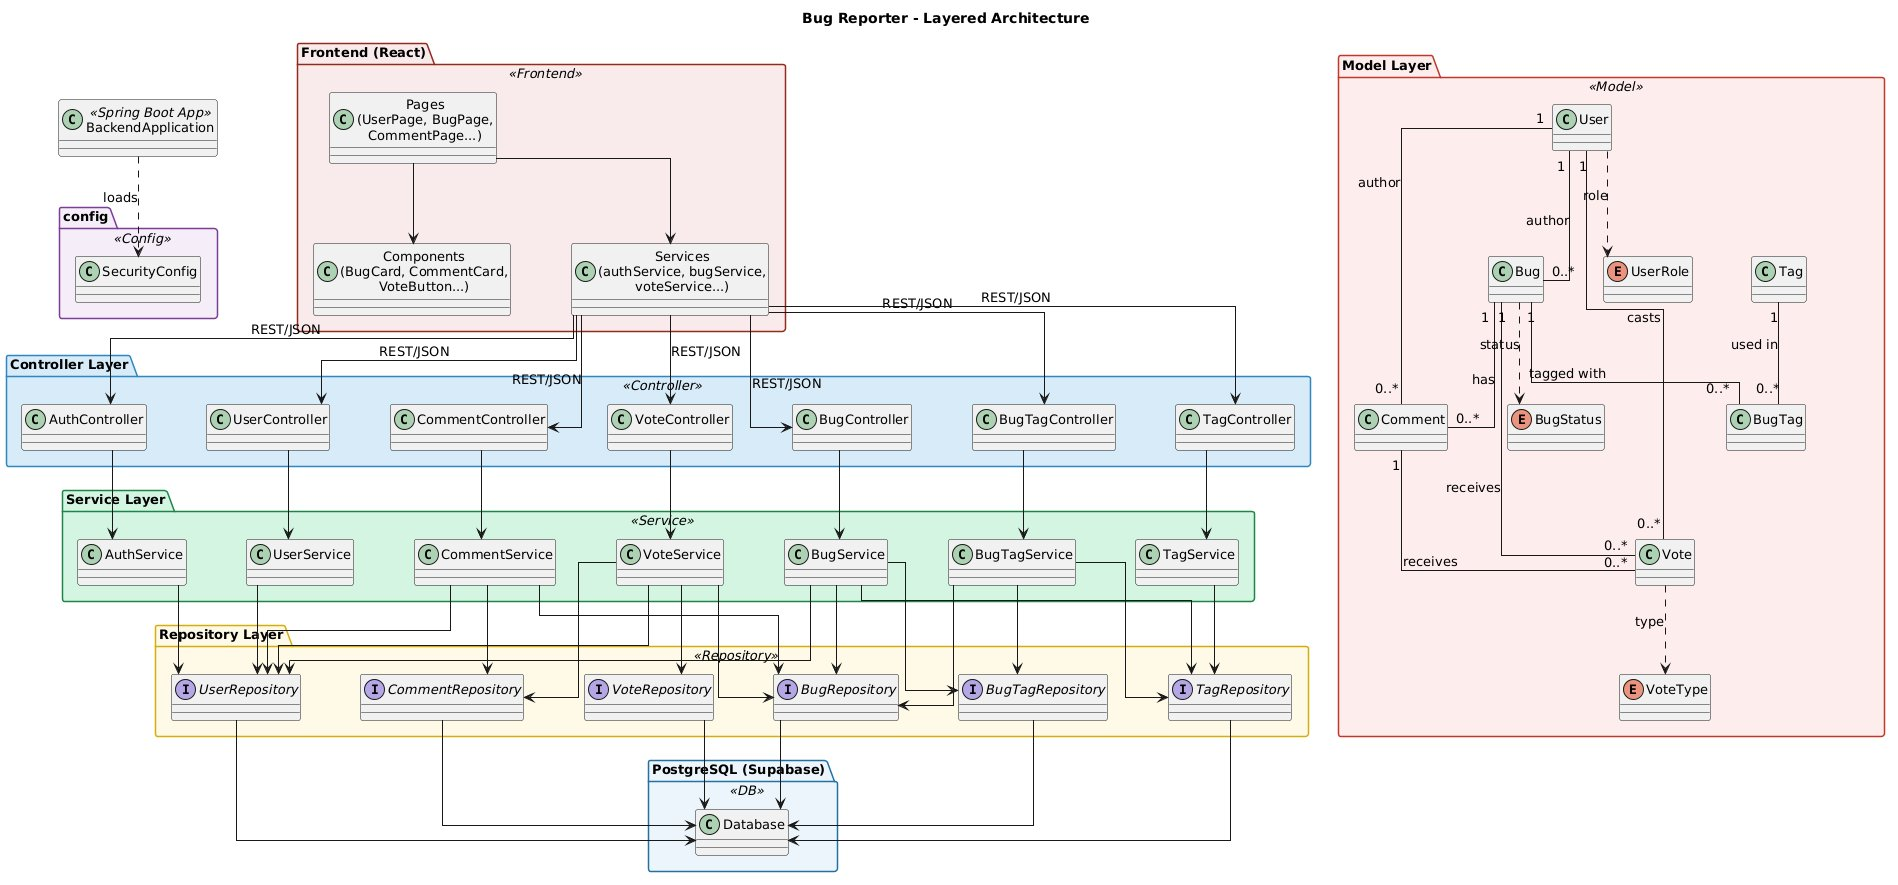 Bug Reporter - Layered Architecture
Frontend (React)
«Frontend»
C
Pages
(UserPage, BugPage,
CommentPage...)
C
Components
(BugCard, CommentCard,
VoteButton...)
C
Services
(authService, bugService,
voteService...)
C
«Spring Boot App»
BackendApplication
loads
config
«Config»
C SecurityConfig
REST/JSON
REST/JSON
REST/JSON
REST/JSON
REST/JSON
REST/JSON
REST/JSON
Controller Layer
«Controller»
C AuthController
C UserController
C CommentController
C VoteController
C BugController
C BugTagController
C TagController
Service Layer
«Service»
C AuthService
C UserService
C CommentService
C VoteService
C BugService
C BugTagService
C TagService
Repository Layer
«Repository»
I UserRepository
I CommentRepository
I VoteRepository
I BugRepository
I BugTagRepository
I TagRepository
PostgreSQL (Supabase)
«DB»
C Database
Model Layer
«Model»
C User
1
1
1
author
role
author
C Bug
0..*
E UserRole
C Tag
1
1
1
casts
1
status
used in
has
tagged with
0..*
0..*
0..*
C Comment
0..*
E BugStatus
C BugTag
1
receives
0..*
0..*
receives
0..*
C Vote
type
E VoteType